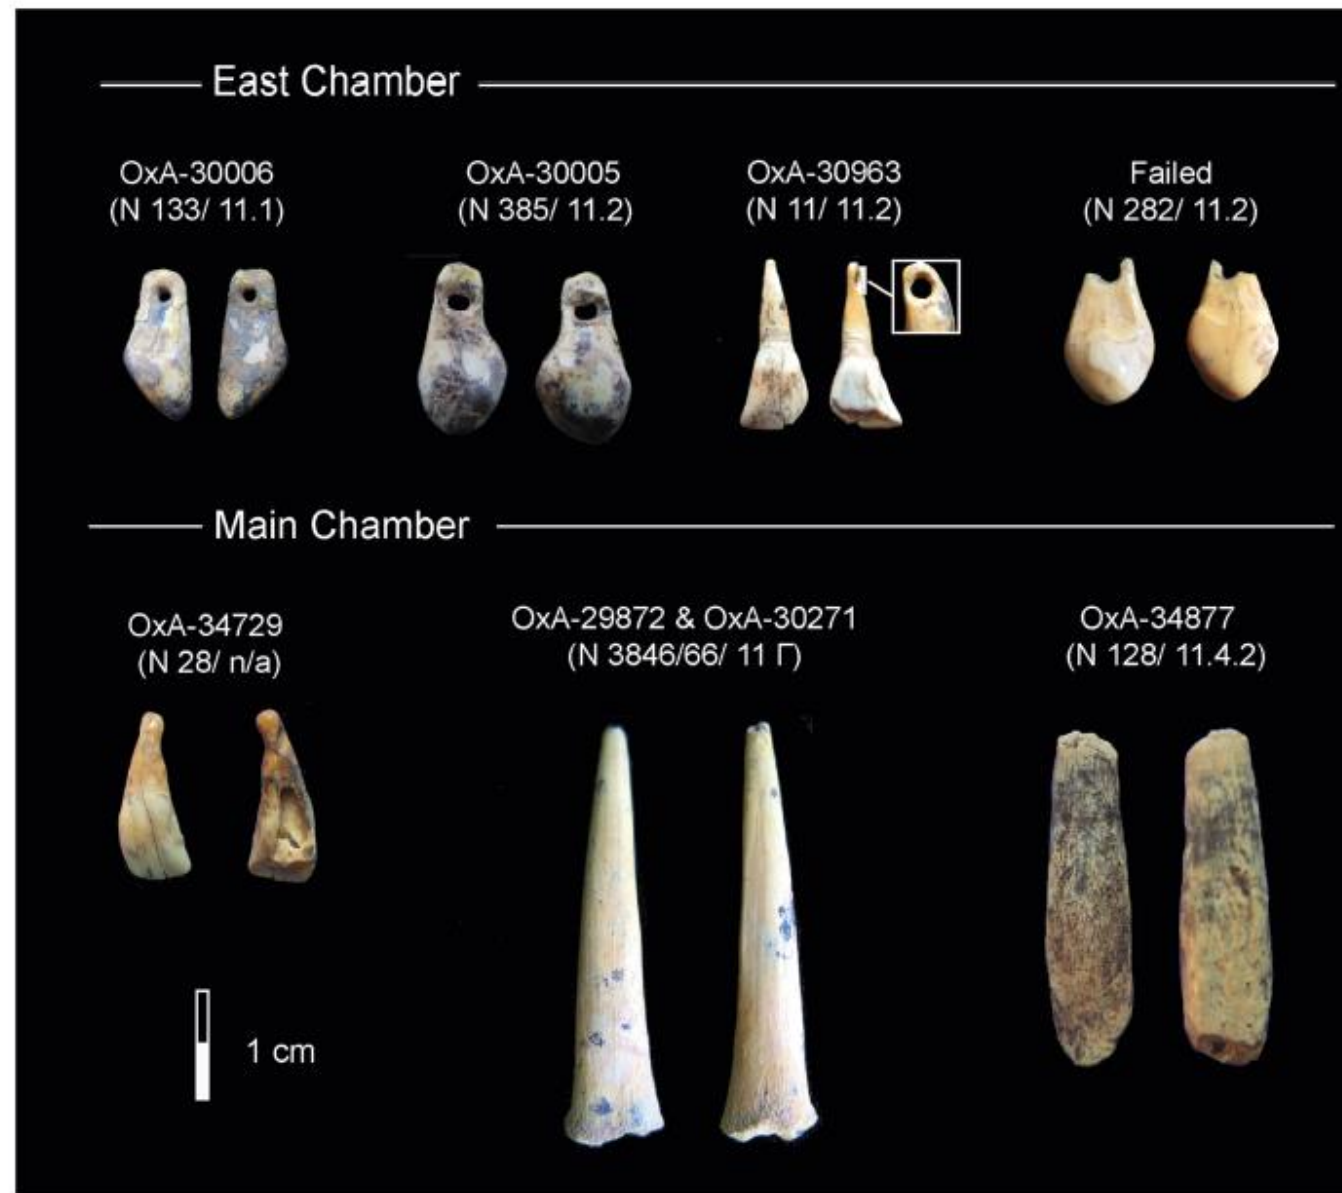 East Chamber
OxA-30006
(N 133/ 11.1)
OxA-30005
(N 385/ 11.2)
OxA-30963
(N 11/ 11.2)
Failed
(N 282/ 11.2)
Main Chamber
OxA-34729
(N 28/ n/a)
OxA-29872 & OxA-30271
(N 3846/66/ 11 Г)
OxA-34877
(N 128/ 11.4.2)
1 cm